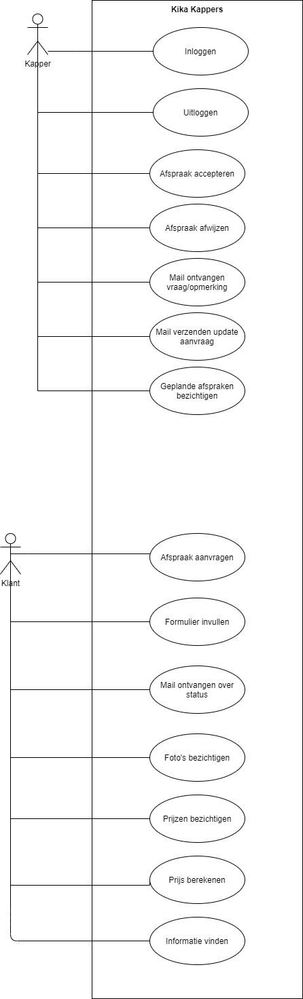 Kika Kappers
Kapper
Inloggen
Uitloggen
Afspraak accepteren
Afspraak afwijzen
Mail ontvangen
vraag/opmerking
Mail verzenden update
aanvraag
Geplande afspraken
bezichtigen
Klant
Afspraak aanvragen
Formulier invullen
Mail ontvangen over
status
Foto's bezichtigen
Prijzen bezichtigen
Prijs berekenen
Informatie vinden